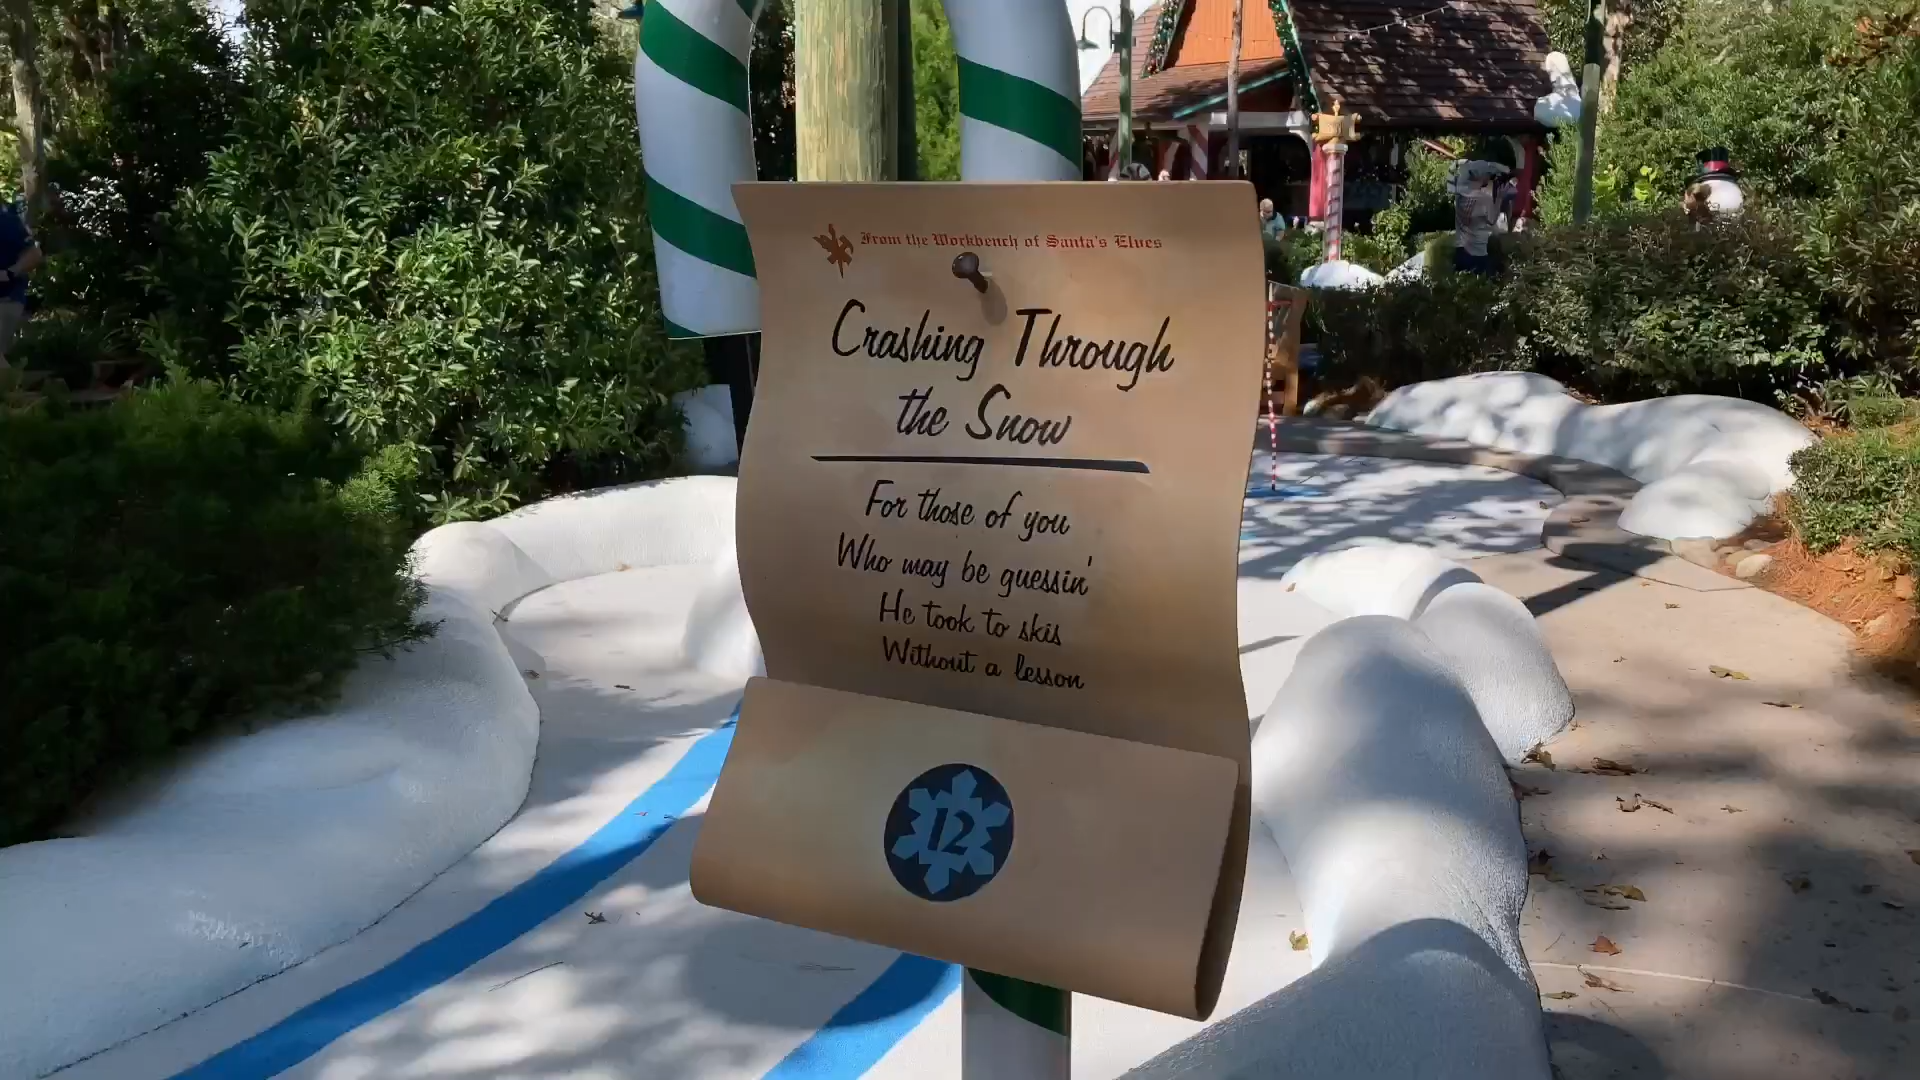 From the Workbench of Santa's Elves
Crashing Through
the Snow
For those of you
Who may be guessin'
He took to skis
Without a lesson
12